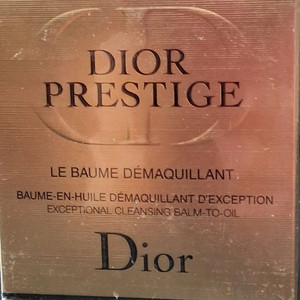 DIOR
PRESTIGE
LE BAUME DÉMAQUILLANT
BAUME-EN-HUILE DÉMAQUILLANT D'EXCEPTION
EXCEPTIONAL CLEANSING BALM-TO-OIL
Dior